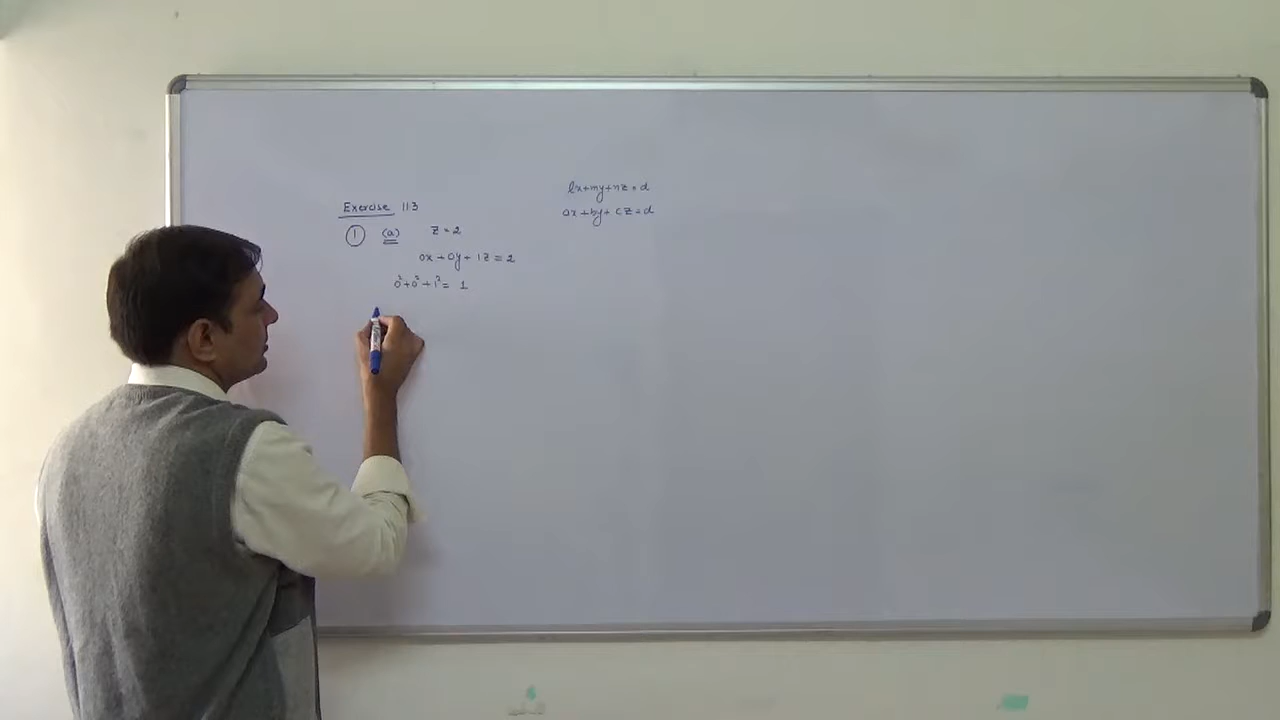 Exercise 11.3
lx+my+nz=d
ax+by+cz=d
① (a) z=2
0x+0y+1z=2
0²+0²+1²= 1